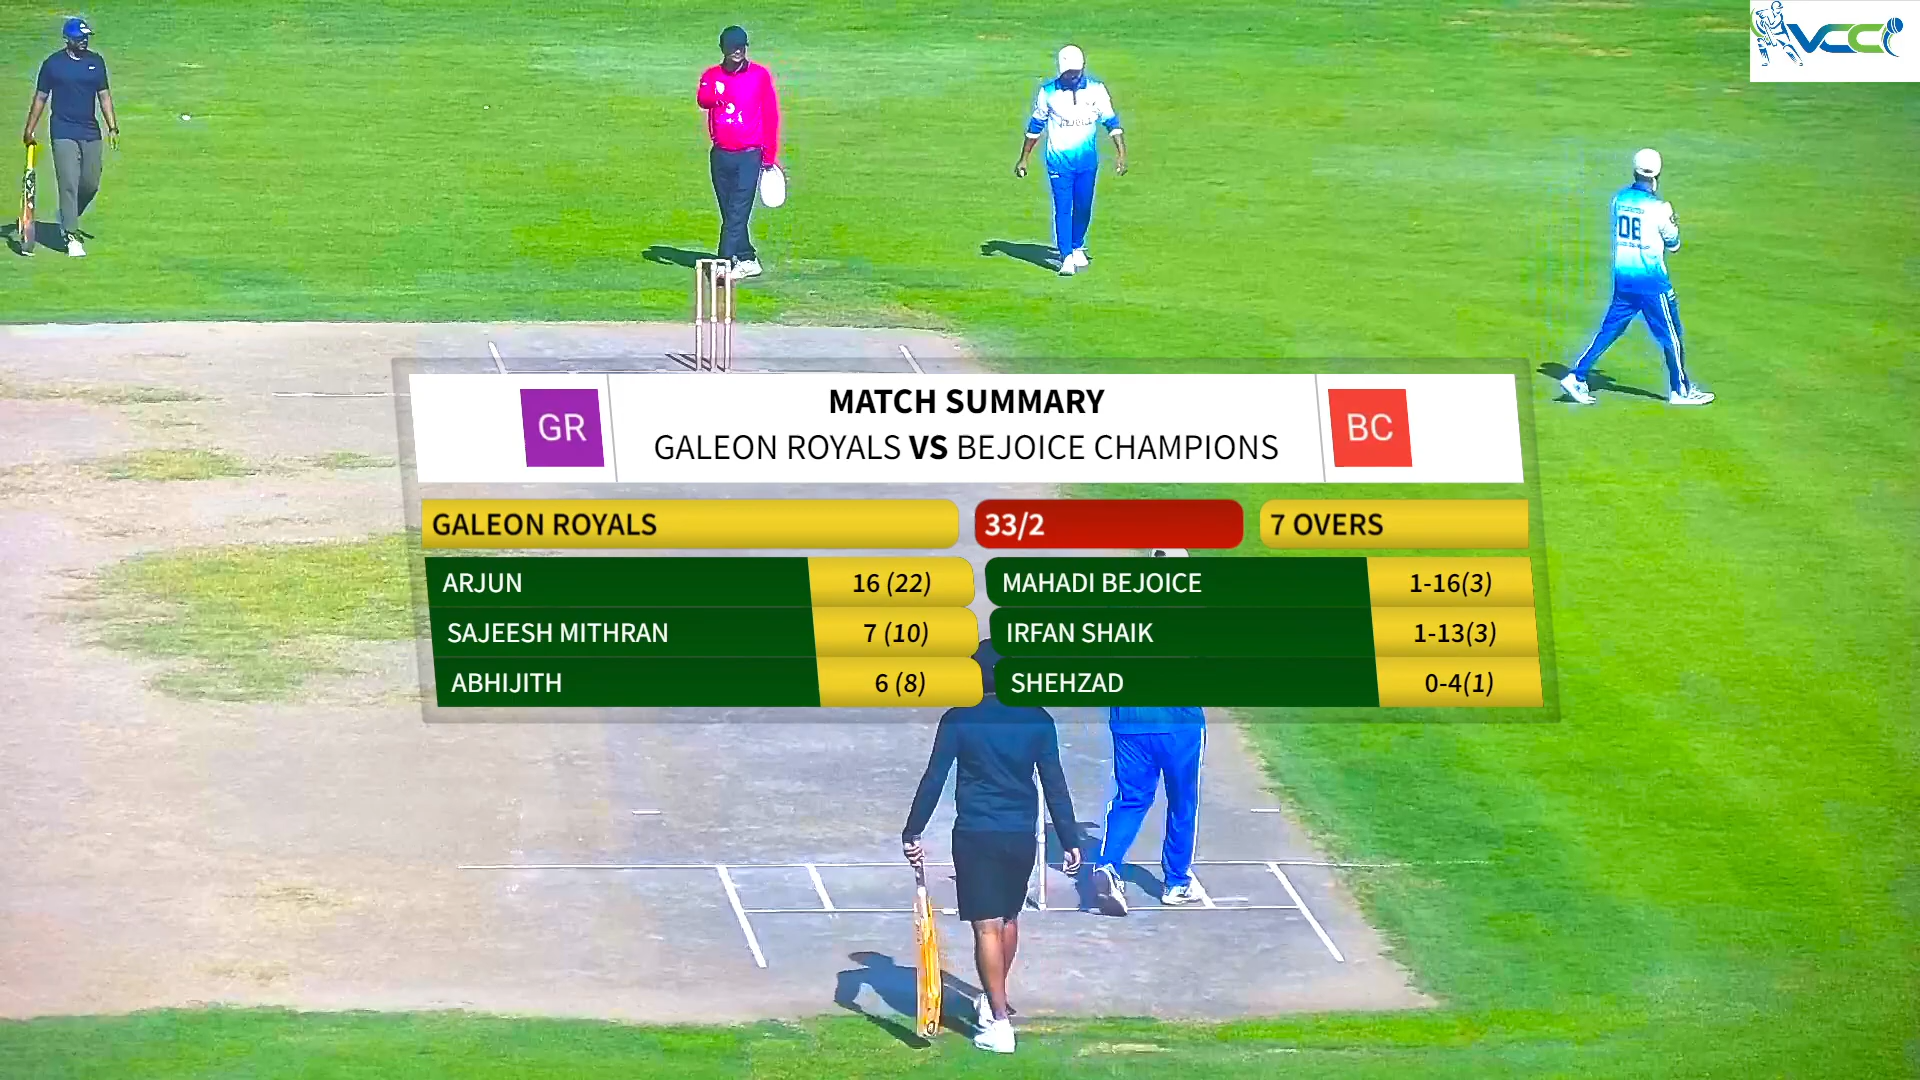 VCC
GR
MATCH SUMMARY
GALEON ROYALS VS BEJOICE CHAMPIONS
BC
GALEON ROYALS 33/2 7 OVERS
ARJUN 16 (22) MAHADI BEJOICE 1-16(3)
SAJEESH MITHRAN 7 (10) IRFAN SHAIK 1-13(3)
ABHIJITH 6 (8) SHEHZAD 0-4(1)